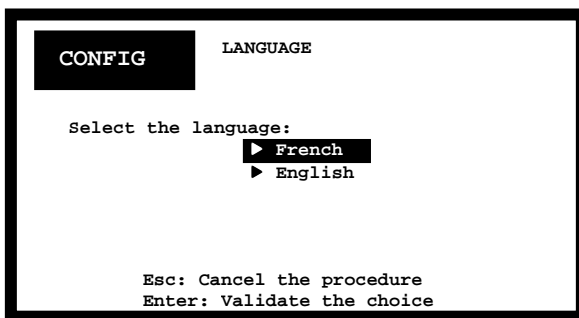 CONFIG
LANGUAGE
Select the language:
French
English
Esc: Cancel the procedure
Enter: Validate the choice